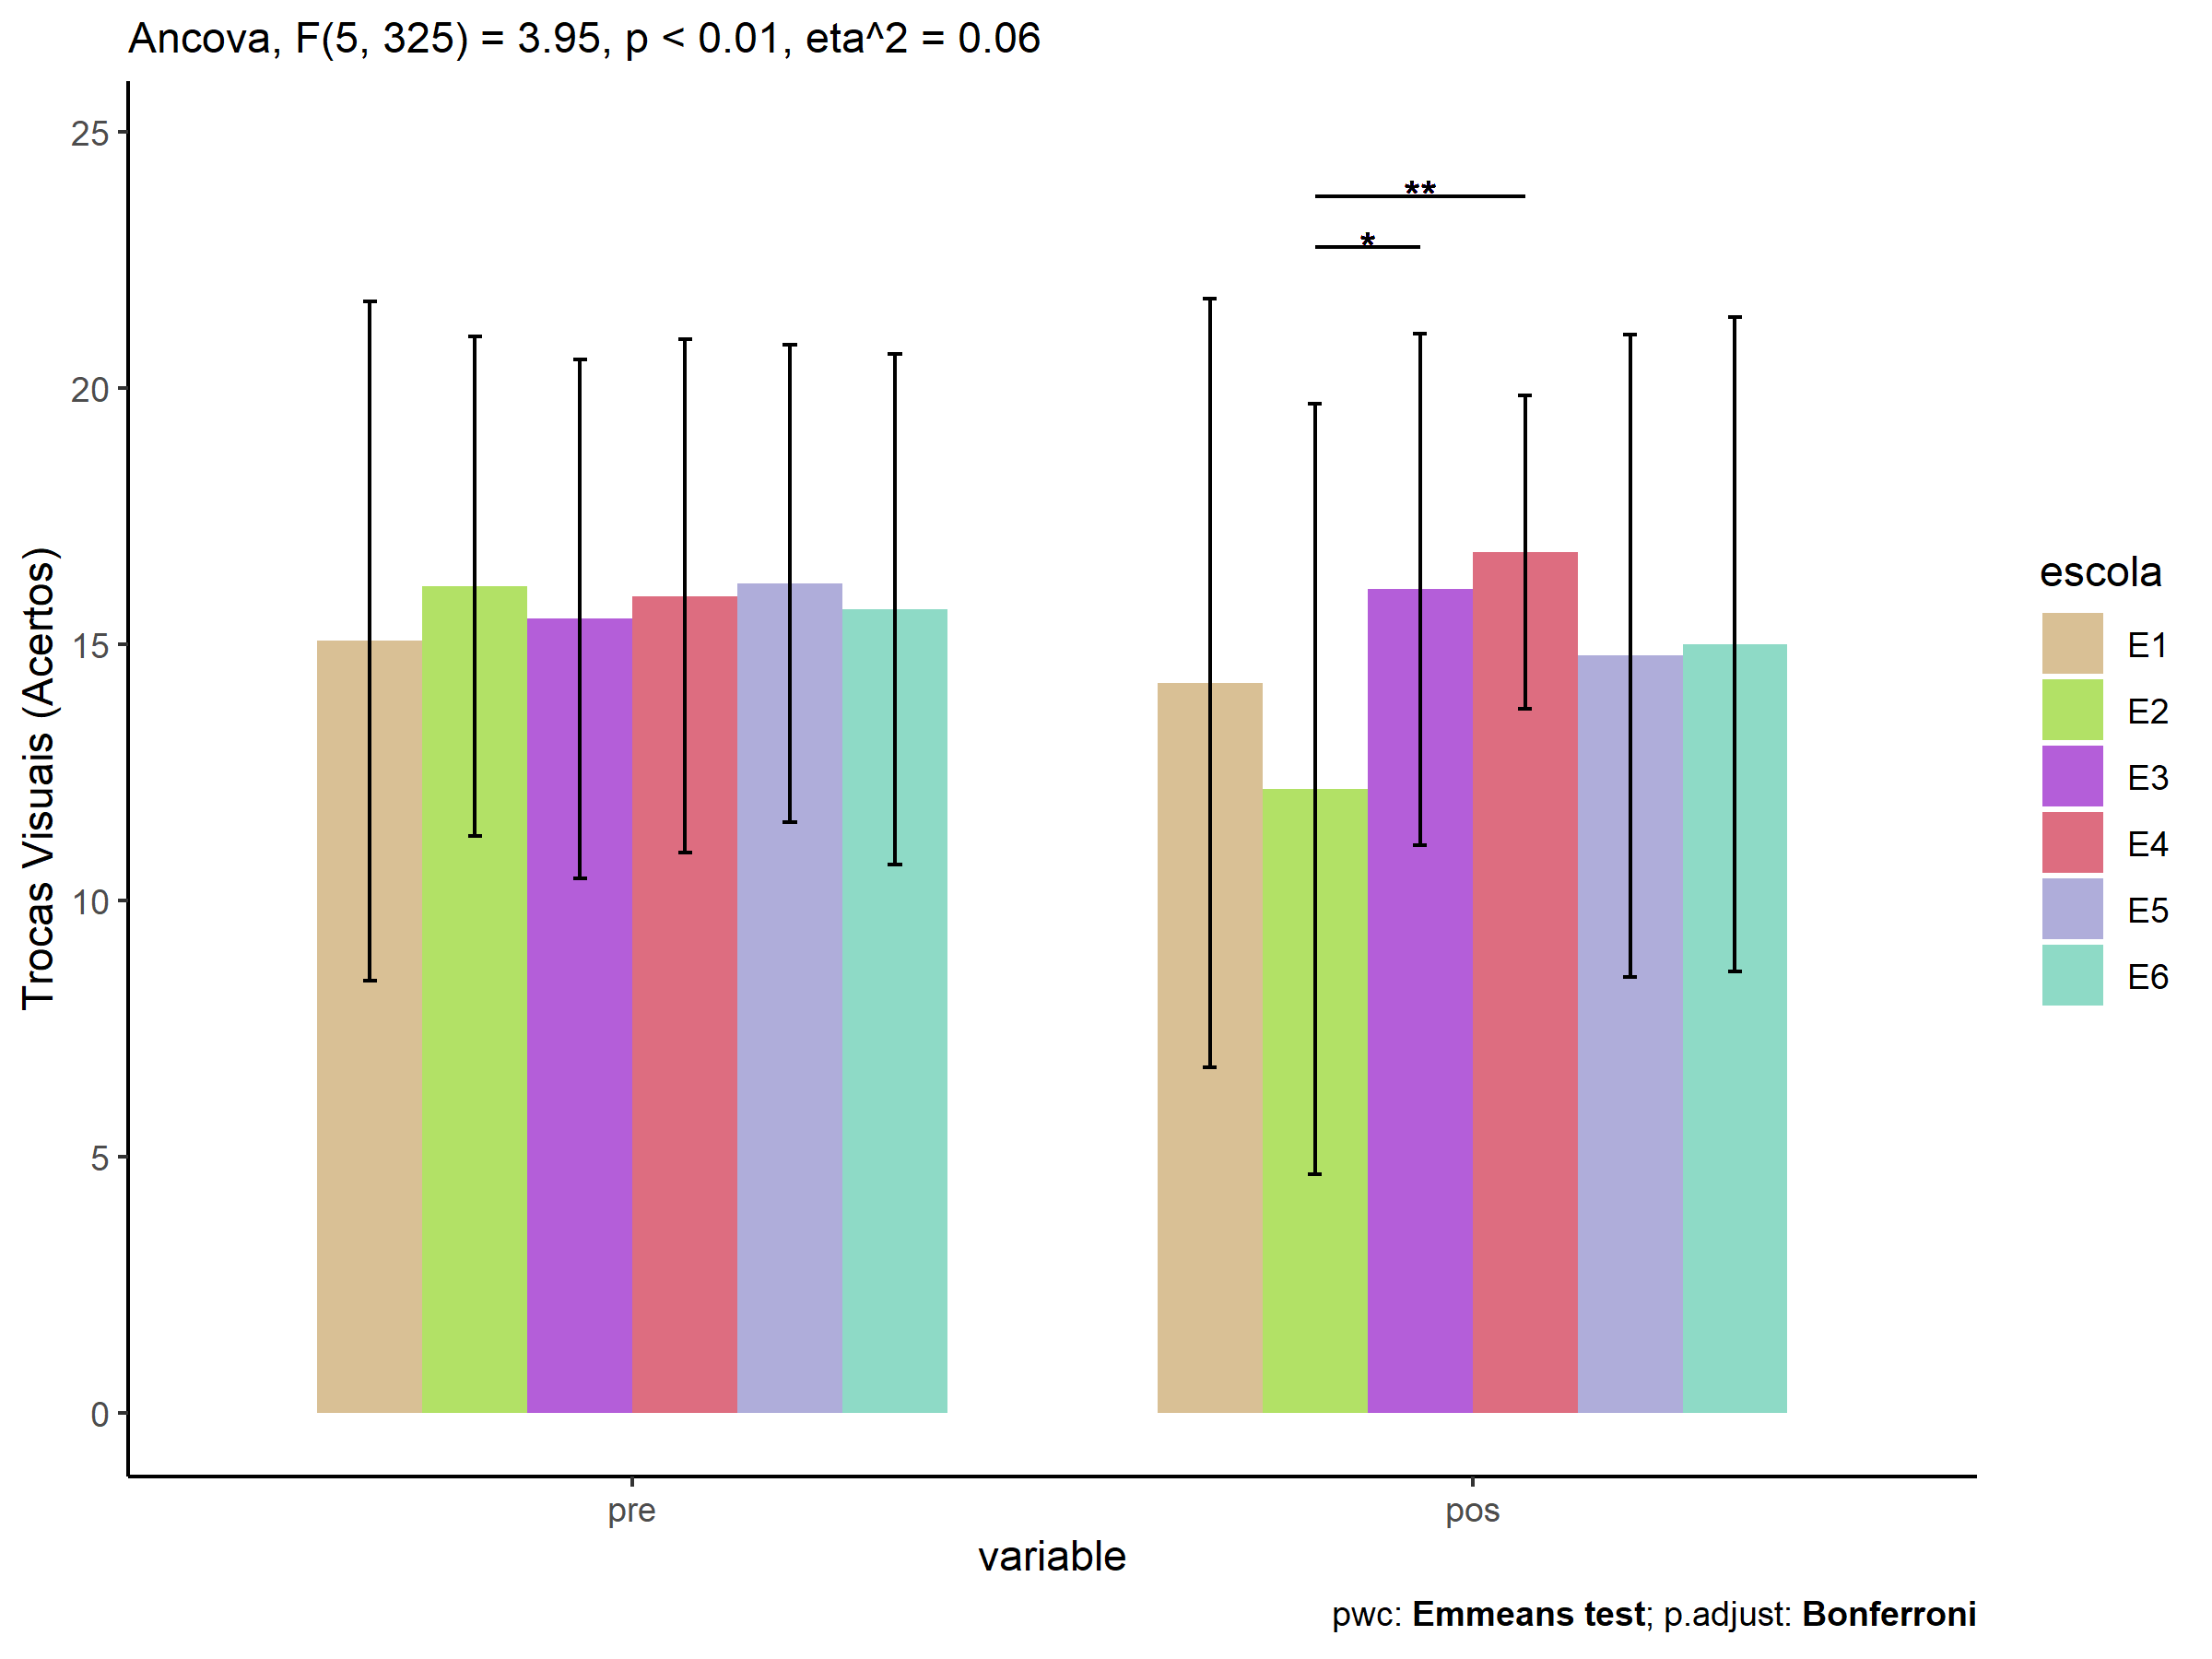 Ancova, F(5, 325) = 3.95, p < 0.01, eta^2 = 0.06
Trocas Visuais (Acertos)
25
20
15
10
5
0
**
*
pre
pos
variable
escola
E1
E2
E3
E4
E5
E6
pwc: Emmeans test; p.adjust: Bonferroni